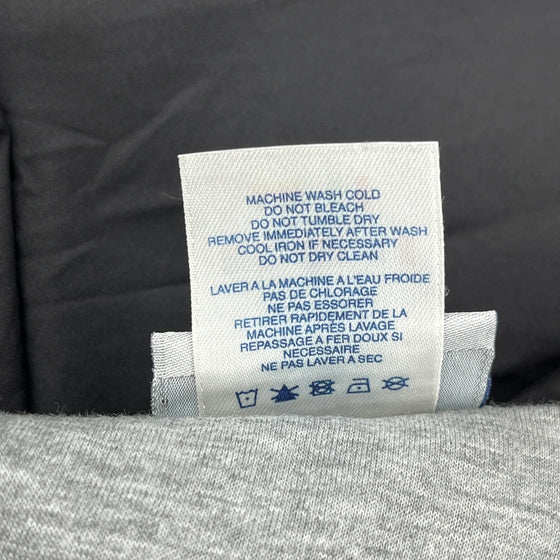 MACHINE WASH COLD
DO NOT BLEACH
DO NOT TUMBLE DRY
REMOVE IMMEDIATELY AFTER WASH
COOL IRON IF NECESSARY
DO NOT DRY CLEAN
LAVER A LA MACHINE A L'EAU FROIDE
PAS DE CHLORAGE
NE PAS ESSORER
RETIRER RAPIDEMENT DE LA
MACHINE APRÈS LAVAGE
REPASSAGE A FER DOUX SI
NECESSAIRE
NE PAS LAVER A SEC